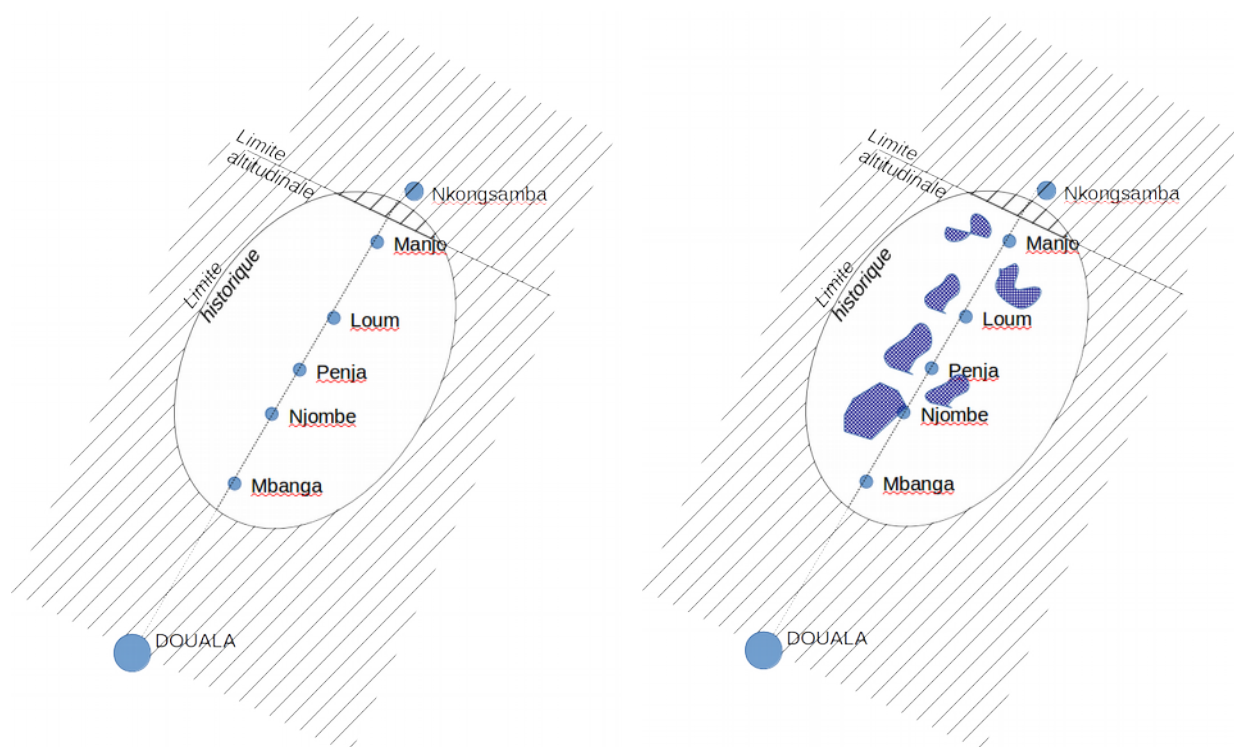 Limite
altitudinale
Nkongsamba
Manjo
Limite
historique
Loum
Penja
Njombe
Mbanga
DOUALA
Limite
altitudinale
Nkongsamba
Manjo
Limite
historique
Loum
Penja
Njombe
Mbanga
DOUALA